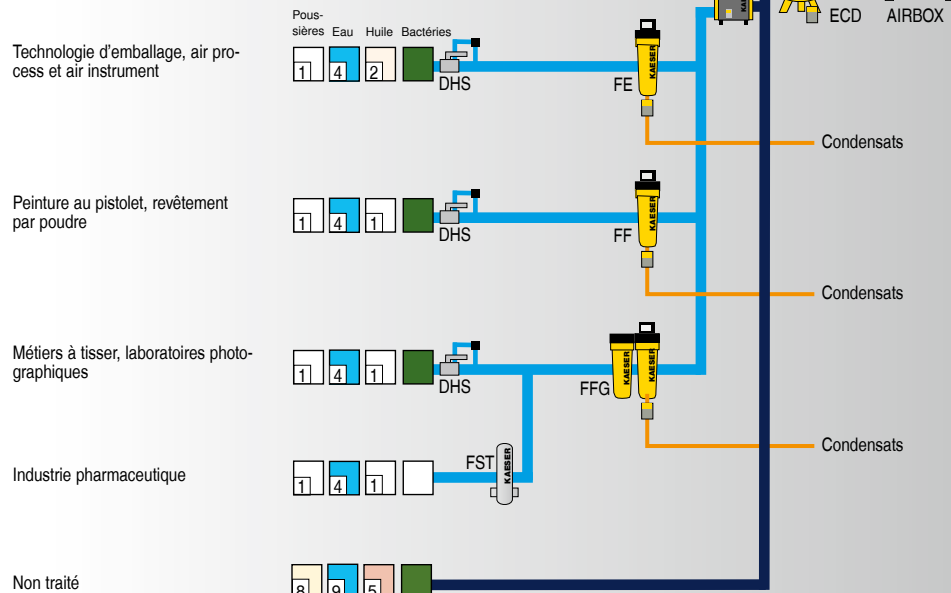 ECD AIRBOX
Pous-
sières Eau Huile Bactéries
Technologie d'emballage, air pro-
cess et air instrument
1 4 2
DHS
FE
KAESER
Condensats
Peinture au pistolet, revêtement
par poudre
1 4 1
DHS
FF
KAESER
Condensats
Métiers à tisser, laboratoires photo-
graphiques
1 4 1
DHS
FFG
KAESER
KAESER
Condensats
Industrie pharmaceutique
1 4 1
FST
KAESER
Non traité
8 9 5